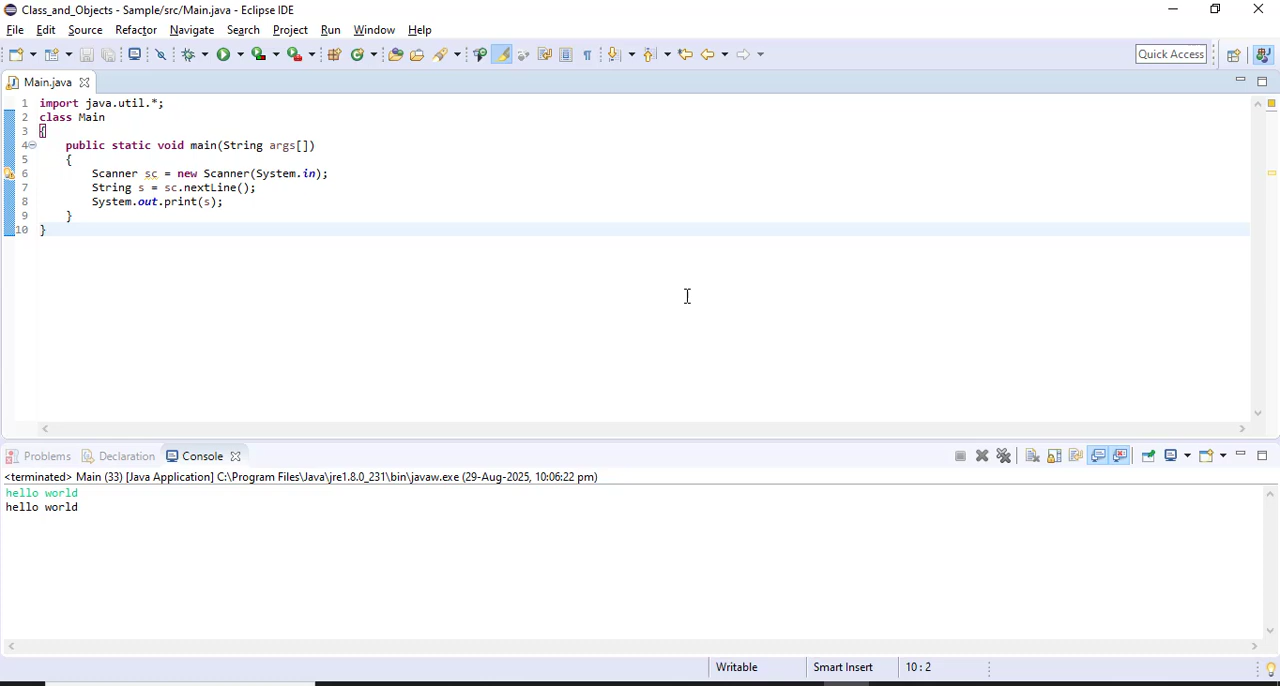 Class_and_Objects - Sample/src/Main.java - Eclipse IDE
File Edit Source Refactor Navigate Search Project Run Window Help
Quick Access
Main.java
1 import java.util.*;
2 class Main
3 {
4 public static void main(String args[])
5 {
6 Scanner sc = new Scanner(System.in);
7 String s = sc.nextLine();
8 System.out.print(s);
9 }
10 }
Problems Declaration Console
<terminated> Main (33) [Java Application] C:\Program Files\Java\jre1.8.0_231\bin\javaw.exe (29-Aug-2025, 10:06:22 pm)
hello world
hello world
Writable Smart Insert 10 : 2